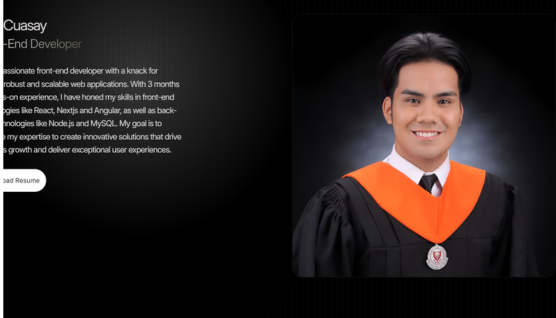 Cuasay
-End Developer
assionate front-end developer with a knack for
robust and scalable web applications. With 3 months
s-on experience, I have honed my skills in front-end
ogies like React, Nextjs and Angular, as well as back-
nnologies like Node.js and MySQL. My goal is to
e my expertise to create innovative solutions that drive
s growth and deliver exceptional user experiences.
oad Resume